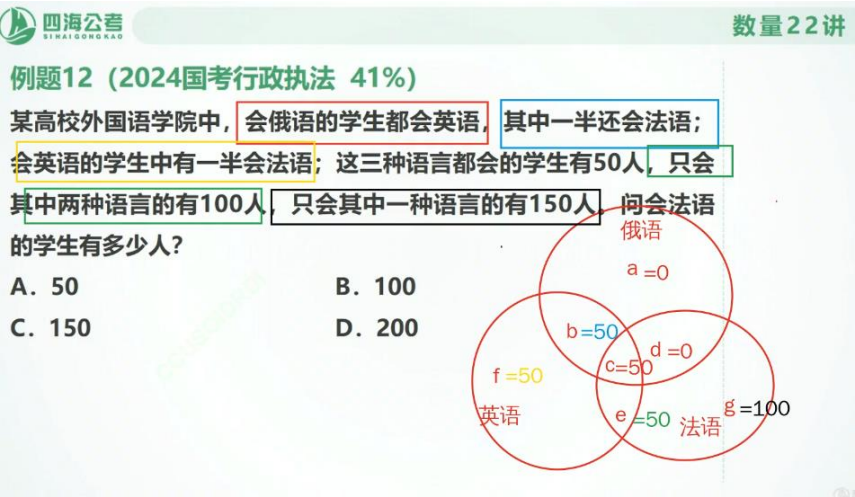 四海公考
SIHAIGONGKAO
数量22讲
例题12（2024国考行政执法 41%）
某高校外国语学院中，会俄语的学生都会英语，其中一半还会法语；
会英语的学生中有一半会法语；这三种语言都会的学生有50人，只会
其中两种语言的有100人，只会其中一种语言的有150人。问会法语
的学生有多少人？
A. 50
B. 100
C. 150
D. 200
俄语
a =0
b =50
d =0
c=50
f =50
英语
e =50
法语
g =100